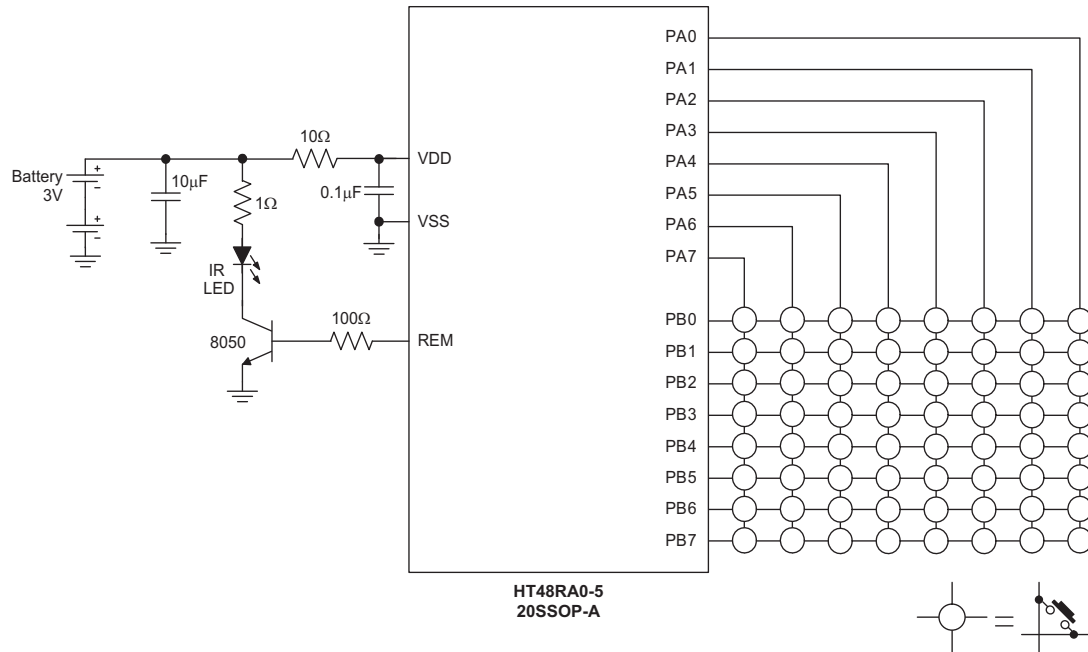 Battery
3V
+
−
+
−
10μF
1Ω
IR
LED
8050
10Ω
0.1μF
100Ω
VDD
VSS
REM
PA0
PA1
PA2
PA3
PA4
PA5
PA6
PA7
PB0
PB1
PB2
PB3
PB4
PB5
PB6
PB7
HT48RA0-5
20SSOP-A
=